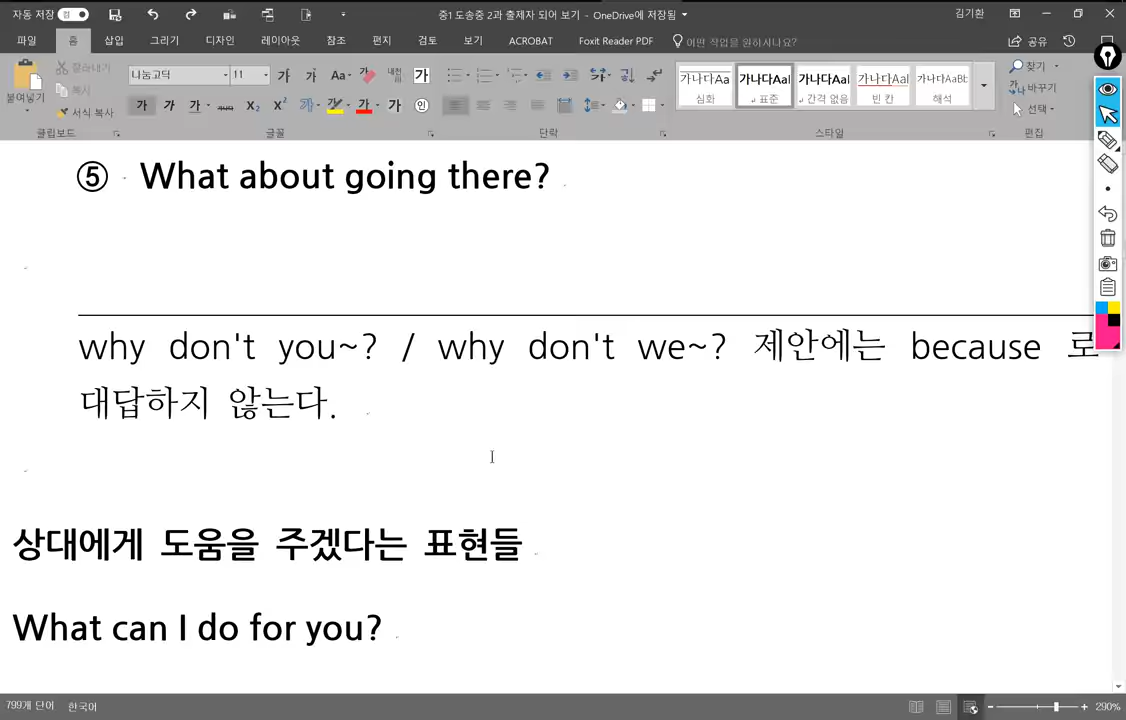 자동 저장 중1 도송중 2과 출제자 되어 보기 - OneDrive에 저장됨 김기환
파일 홈 삽입 그리기 디자인 레이아웃 참조 편지 검토 보기 ACROBAT Foxit Reader PDF 어떤 작업을 원하시나요? 공유
붙여넣기 잘라내기 복사 서식 복사
나눔고딕 11
가나다Aa 심화
가나다AaI 표준
가나다AaI 간격 없음
가나다AaI 빈 칸
가나다AaBt 해석
찾기 바꾸기 선택
클립보드 글꼴 단락 스타일 편집
⑤ What about going there?
why don't you~? / why don't we~? 제안에는 because 로
대답하지 않는다.
상대에게 도움을 주겠다는 표현들
What can I do for you?
799개 단어 한국어 290%